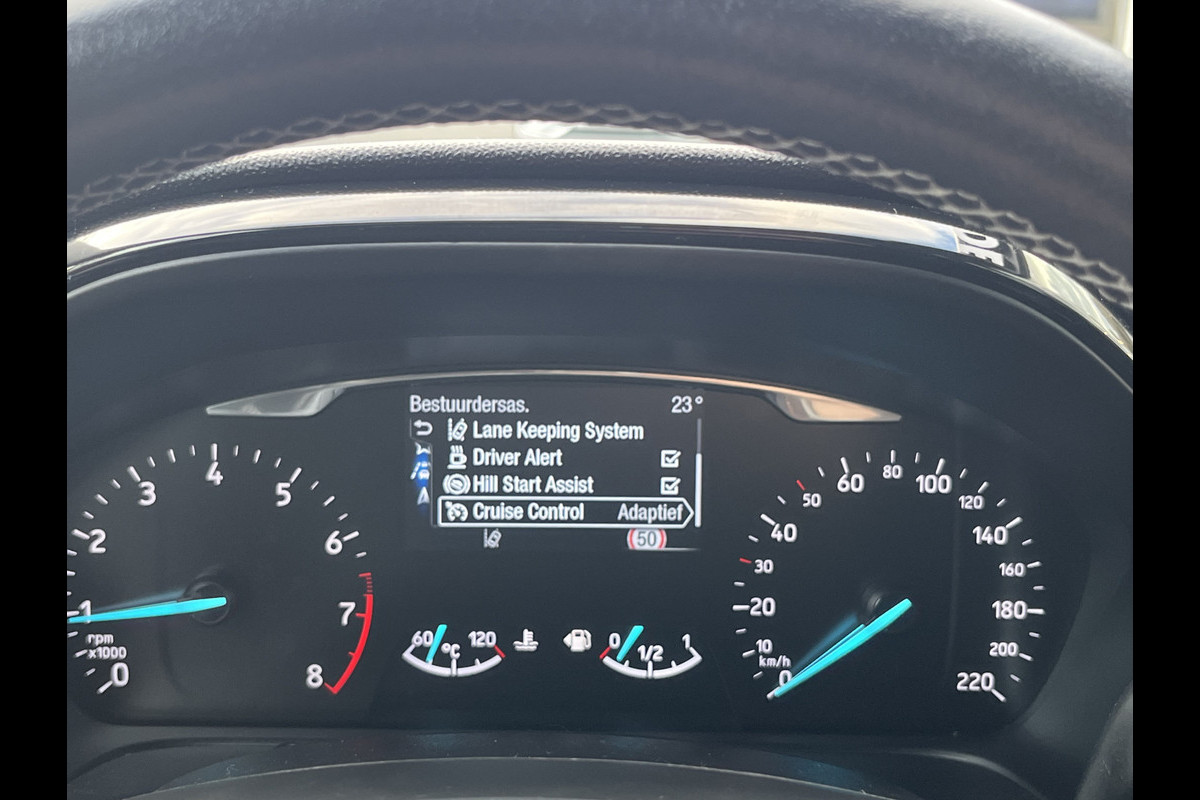 DE
Bestuurdersas. 23°
Lane Keeping System
Driver Alert
Hill Start Assist
Cruise Control Adaptief
50
0 1 2 3 4 5 6 7 8
rpm
x1000
60 °C 120
0 1/2 1
0 10 20 30 40 50 60 80 100 120 140 160 180 200 220
km/h